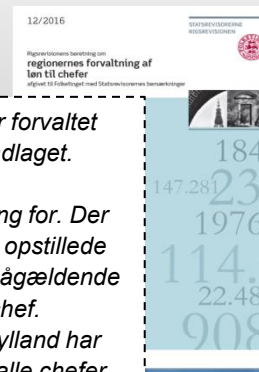 12/2016
STATSREVISORERNE
RIGSREVISIONEN
Rigsrevisionens beretning om
regionernes forvaltning af
løn til chefer
afgivet til Folketinget med Statsrevisorernes bemærkninger
forvaltet
dlaget.
ng for. Der
opstillede
ågældende
hef.
ylland har
alle chefer
184
147.281
23
1976
114.
22.48
908